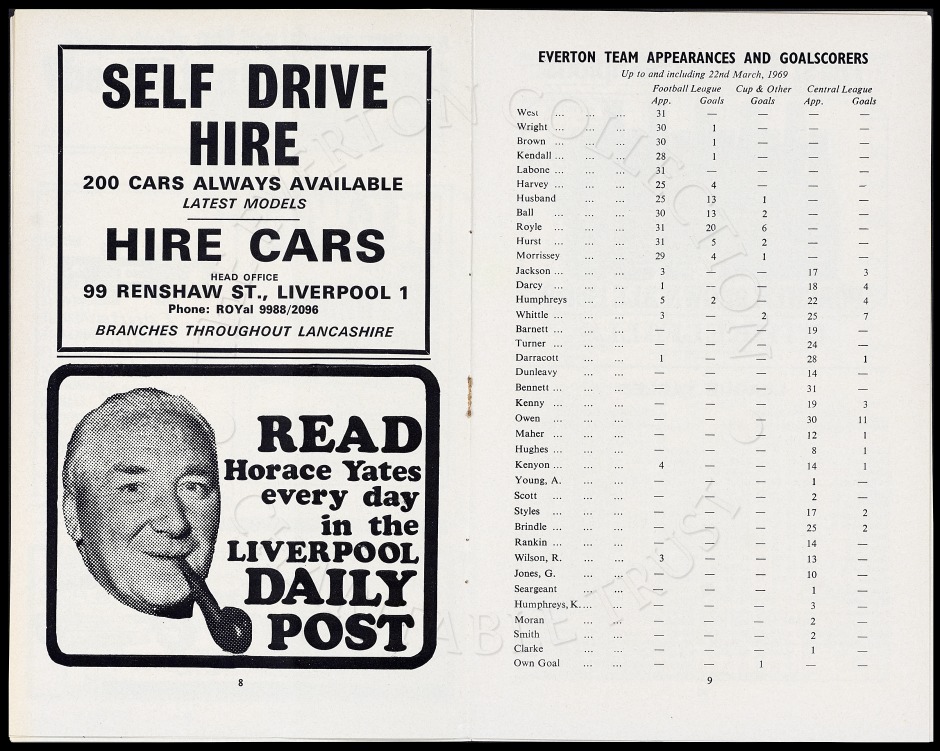 SELF DRIVE
HIRE
200 CARS ALWAYS AVAILABLE
LATEST MODELS
HIRE CARS
HEAD OFFICE
99 RENSHAW ST., LIVERPOOL 1
Phone: ROYal 9988/2096
BRANCHES THROUGHOUT LANCASHIRE
READ
Horace Yates
every day
in the
LIVERPOOL
DAILY
POST
8
EVERTON TEAM APPEARANCES AND GOALSCORERS
Up to and including 22nd March, 1969
Football League Cup & Other Central League
App. Goals Goals App. Goals
West ... ... ... 31 — — — —
Wright ... ... ... 30 1 — — —
Brown ... ... ... 30 1 — — —
Kendall ... ... ... 28 1 — — —
Labone ... ... ... 31 — — — —
Harvey ... ... ... 25 4 — — —
Husband ... ... 25 13 1 — —
Ball ... ... ... 30 13 2 — —
Royle ... ... ... 31 20 6 — —
Hurst ... ... ... 31 5 2 — —
Morrissey ... ... 29 4 1 — —
Jackson ... ... ... 3 — — 17 3
Darcy ... ... ... 1 — — 18 4
Humphreys ... ... 5 2 — 22 4
Whittle ... ... ... 3 — 2 25 7
Barnett ... ... ... — — — 19 —
Turner ... ... ... — — — 24 —
Darracott ... ... 1 — — 28 1
Dunleavy ... ... — — — 14 —
Bennett ... ... ... — — — 31 —
Kenny ... ... ... — — — 19 3
Owen ... ... ... — — — 30 11
Maher ... ... ... — — — 12 1
Hughes ... ... ... — — — 8 1
Kenyon ... ... ... 4 — — 14 1
Young, A. ... ... — — — 1 —
Scott ... ... ... — — — 2 —
Styles ... ... ... — — — 17 2
Brindle ... ... ... — — — 25 2
Rankin ... ... ... — — — 14 —
Wilson, R. ... ... 3 — — 13 —
Jones, G. ... ... — — — 10 —
Seargeant ... ... — — — 1 —
Humphreys, K. ... ... ... — — — 3 —
Moran ... ... — — — 2 —
Smith ... ... — — — 2 —
Clarke ... ... — — — 1 —
Own Goal ... ... — — 1 — —
9
EVERTON COLLECTION CHARITABLE TRUST